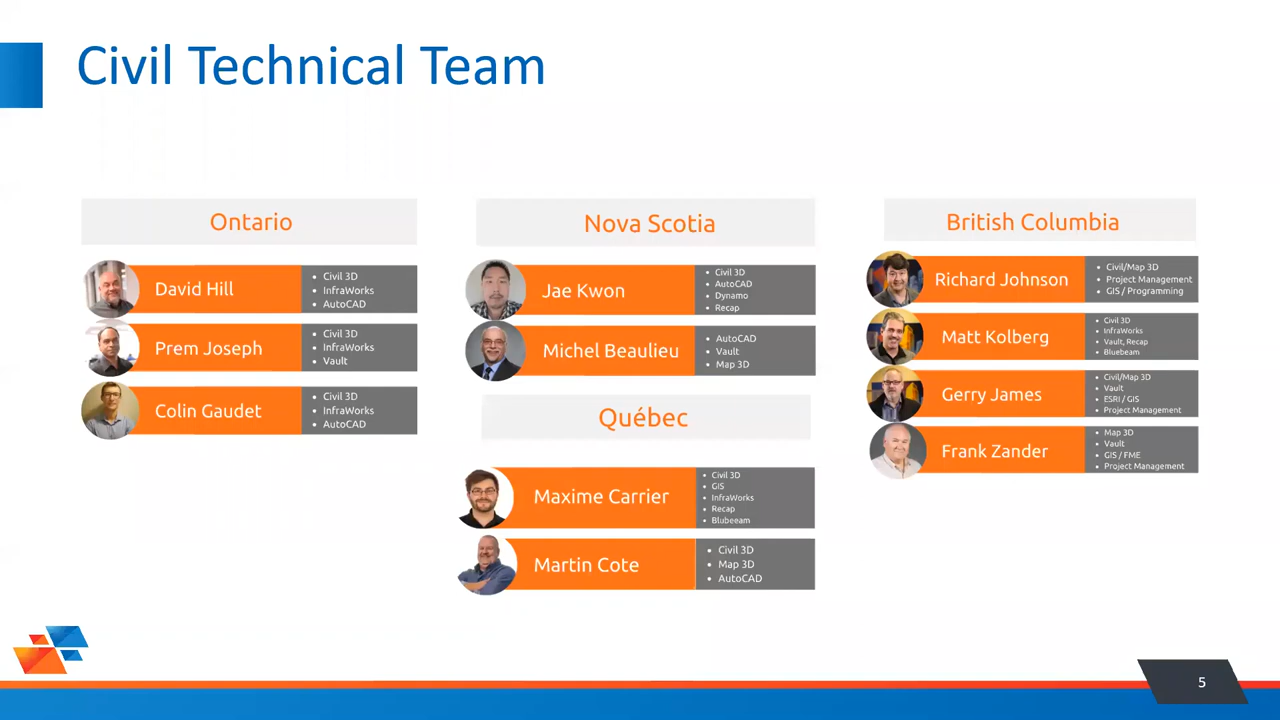 Civil Technical Team
Ontario
David Hill
• Civil 3D
• InfraWorks
• AutoCAD
Prem Joseph
• Civil 3D
• InfraWorks
• Vault
Colin Gaudet
• Civil 3D
• InfraWorks
• AutoCAD
Nova Scotia
Jae Kwon
• Civil 3D
• AutoCAD
• Dynamo
• Recap
Michel Beaulieu
• AutoCAD
• Vault
• Map 3D
Québec
Maxime Carrier
• Civil 3D
• GIS
• InfraWorks
• Recap
• Blubeeam
Martin Cote
• Civil 3D
• Map 3D
• AutoCAD
British Columbia
Richard Johnson
• Civil/Map 3D
• Project Management
• GIS / Programming
Matt Kolberg
• Civil 3D
• InfraWorks
• Vault, Recap
• Bluebeam
Gerry James
• Civil/Map 3D
• Vault
• ESRI / GIS
• Project Management
Frank Zander
• Map 3D
• Vault
• GIS / FME
• Project Management
5